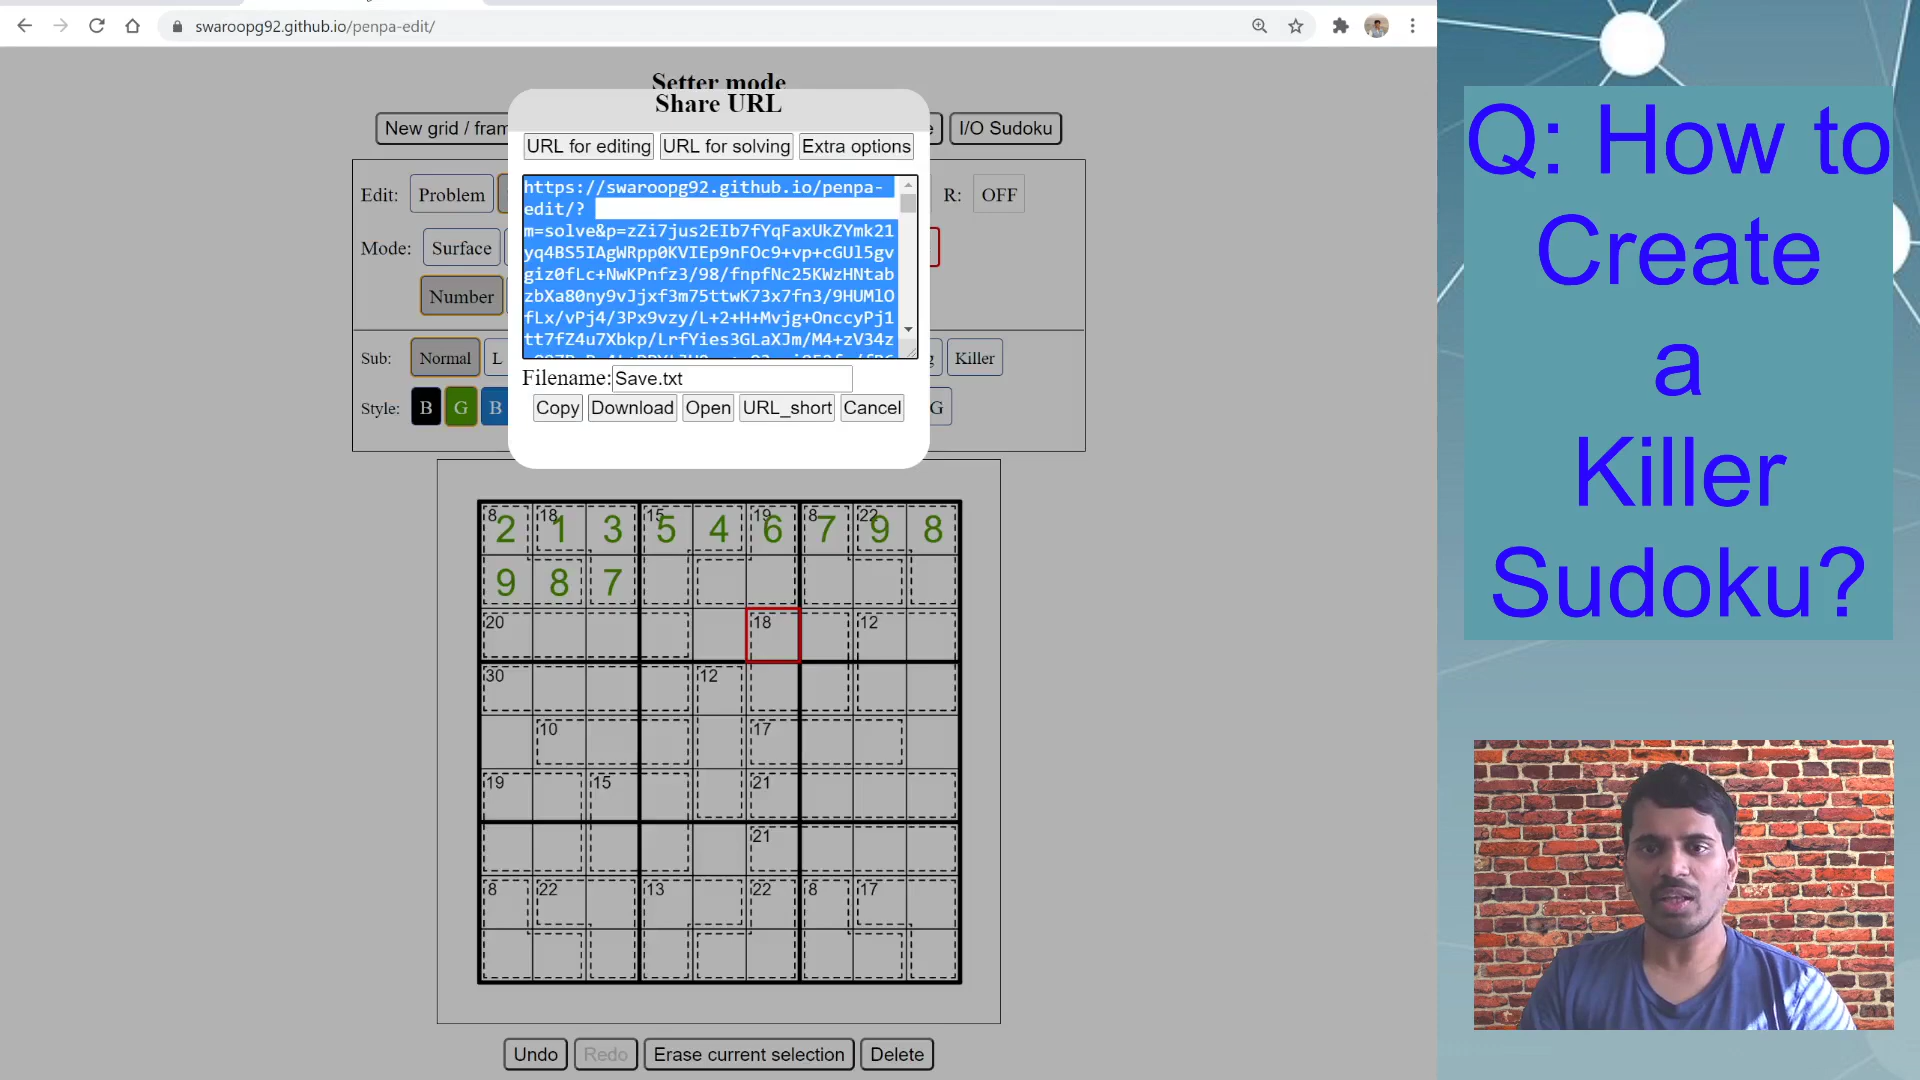 swaroopg92.github.io/penpa-edit/
Setter mode
Share URL
New grid / fram
I/O Sudoku
URL for editing URL for solving Extra options
https://swaroopg92.github.io/penpa-
edit/?
m=solve&p=zZi7jus2EIb7fYqFaxUkZYmk21
yq4BS5IAgWRpp0KVIEp9nFOc9+vp+cGUl5gv
giz0fLc+NwKPnfz3/98/fnpfNc25KWzHNtab
zbXa80ny9vJjxf3m75ttwK73x7fn3/9HUMlO
fLx/vPj4/3Px9vzy/L+2+H+Mvjg+OnccyPj1
tt7fZ4u7Xbkp/LrfYies3GLaXJm/M4+zV34z
Edit: Problem R: OFF
Mode: Surface
Number
Sub: Normal L Killer
Style: B G B G
Filename: Save.txt
Copy Download Open URL_short Cancel
8 18 15 19 8 22
2 1 3 5 4 6 7 9 8
9 8 7
20 18 12
30 12
10 17
19 15 21
21
8 22 13 22 8 17
Undo Redo Erase current selection Delete
Q: How to
Create
a
Killer
Sudoku?